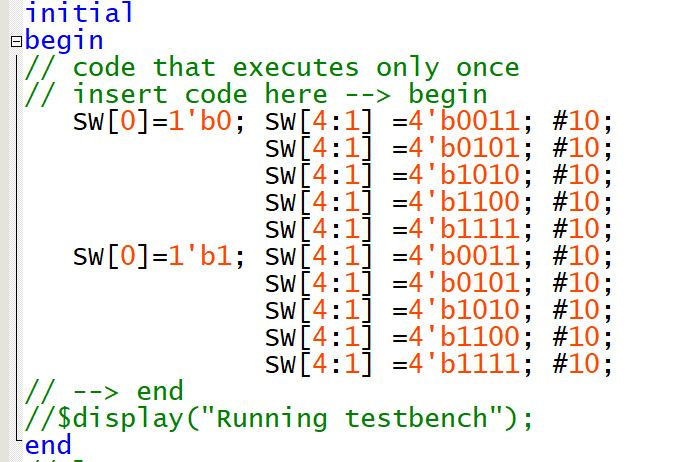 initial
begin
// code that executes only once
// insert code here --> begin
SW[0]=1'b0; SW[4:1] =4'b0011; #10;
SW[4:1] =4'b0101; #10;
SW[4:1] =4'b1010; #10;
SW[4:1] =4'b1100; #10;
SW[4:1] =4'b1111; #10;
SW[0]=1'b1; SW[4:1] =4'b0011; #10;
SW[4:1] =4'b0101; #10;
SW[4:1] =4'b1010; #10;
SW[4:1] =4'b1100; #10;
SW[4:1] =4'b1111; #10;
// --> end
//$display("Running testbench");
end